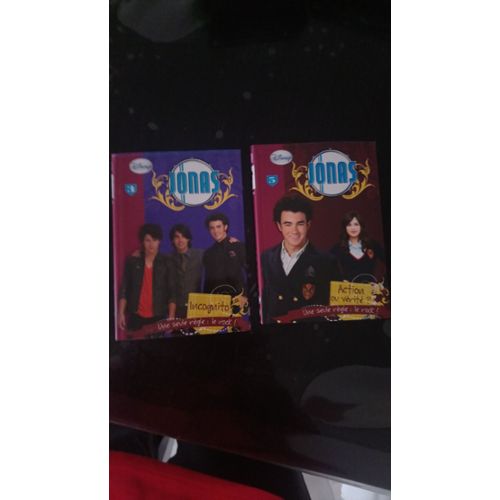 Disney
JONAS
3
Incognito
Une seule règle : le rock !
Disney
JONAS
5
Action
ou vérité ?
Une seule règle : le rock !